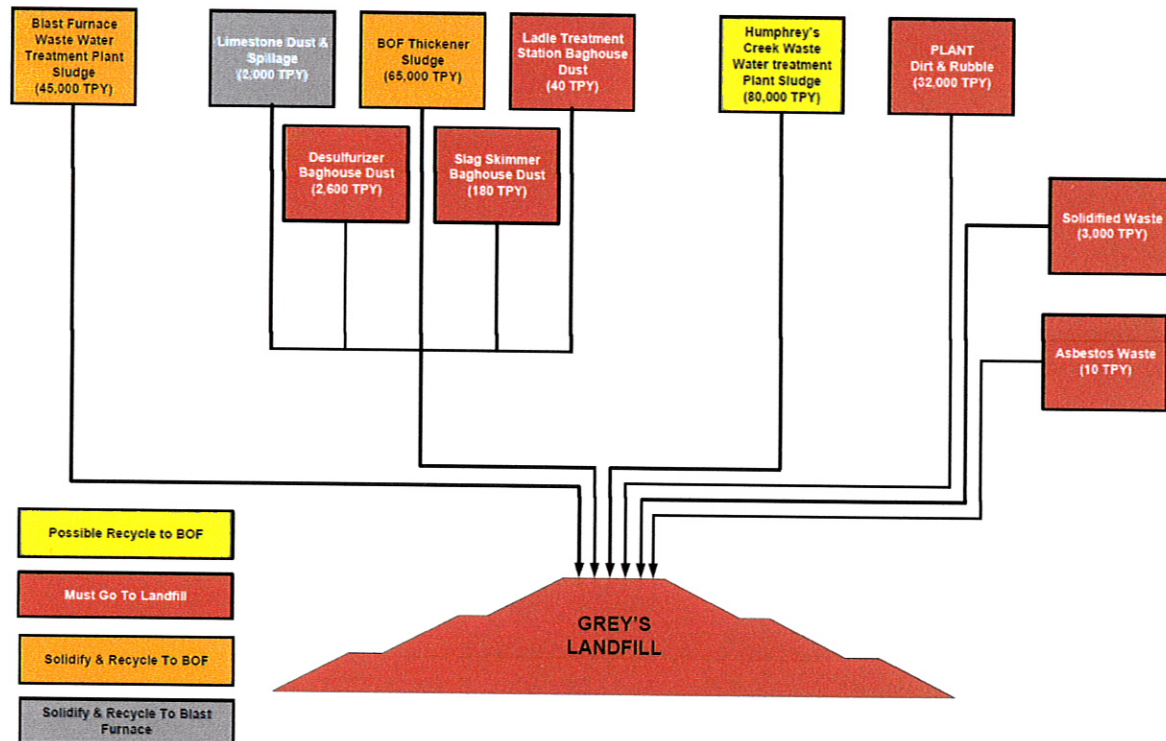 Blast Furnace
Waste Water
Treatment Plant
Sludge
(45,000 TPY)
Limestone Dust &
Spillage
(2,000 TPY)
BOF Thickener
Sludge
(65,000 TPY)
Ladle Treatment
Station Baghouse
Dust
(40 TPY)
Humphrey's
Creek Waste
Water treatment
Plant Sludge
(80,000 TPY)
PLANT
Dirt & Rubble
(32,000 TPY)
Desulfurizer
Baghouse Dust
(2,600 TPY)
Slag Skimmer
Baghouse Dust
(180 TPY)
Solidified Waste
(3,000 TPY)
Asbestos Waste
(10 TPY)
Possible Recycle to BOF
Must Go To Landfill
Solidify & Recycle To BOF
Solidify & Recycle To Blast
Furnace
GREY'S
LANDFILL